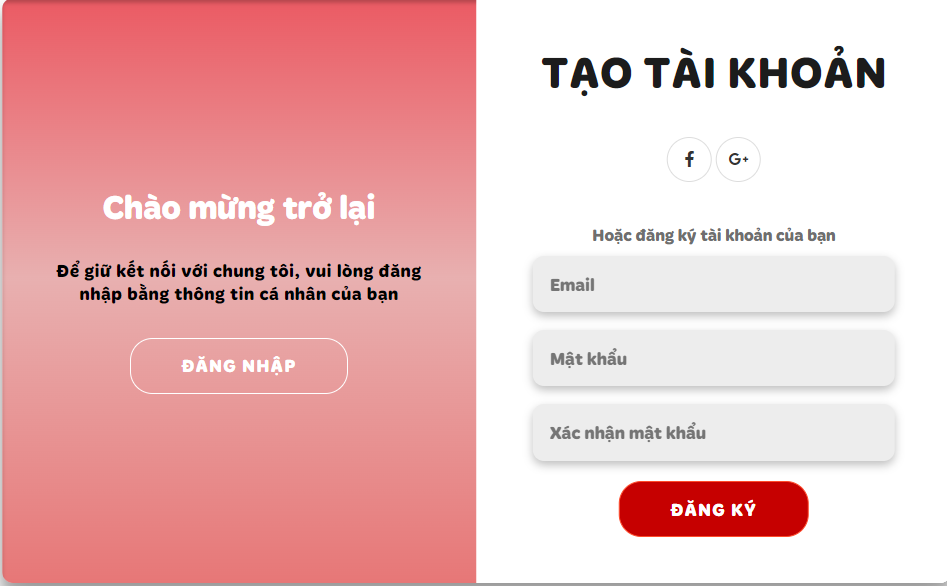 Chào mừng trở lại
Để giữ kết nối với chung tôi, vui lòng đăng
nhập bằng thông tin cá nhân của bạn
ĐĂNG NHẬP
TẠO TÀI KHOẢN
f
G+
Hoặc đăng ký tài khoản của bạn
Email
Mật khẩu
Xác nhận mật khẩu
ĐĂNG KÝ